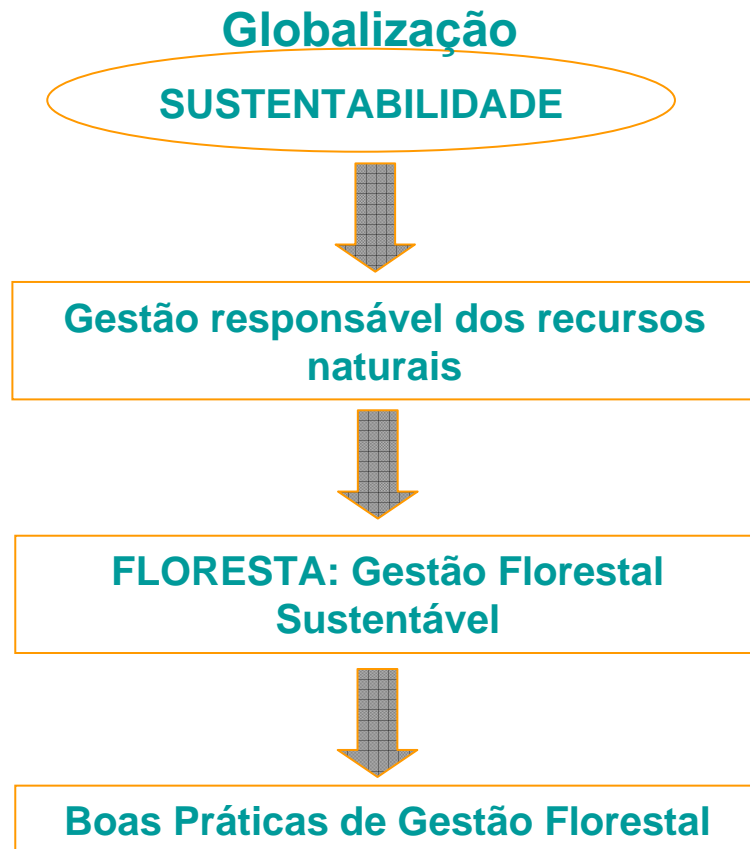 Globalização
SUSTENTABILIDADE
Gestão responsável dos recursos
naturais
FLORESTA: Gestão Florestal
Sustentável
Boas Práticas de Gestão Florestal